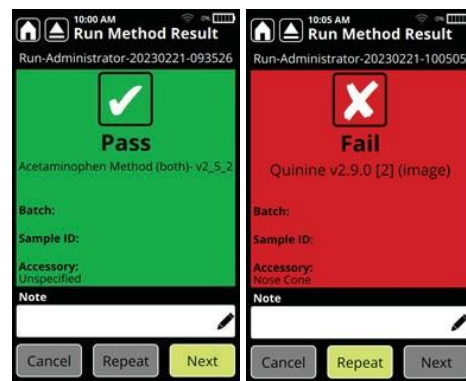 10:00 AM
Run Method Result
Run-Administrator-20230221-093526
Pass
Acetaminophen Method (both)- v2_5_2
Batch:
Sample ID:
Accessory:
Unspecified
Note
Cancel Repeat Next
10:05 AM
Run Method Result
Run-Administrator-20230221-100505
Fail
Quinine v2.9.0 [2] (image)
Batch:
Sample ID:
Accessory:
Nose Cone
Note
Cancel Repeat Next